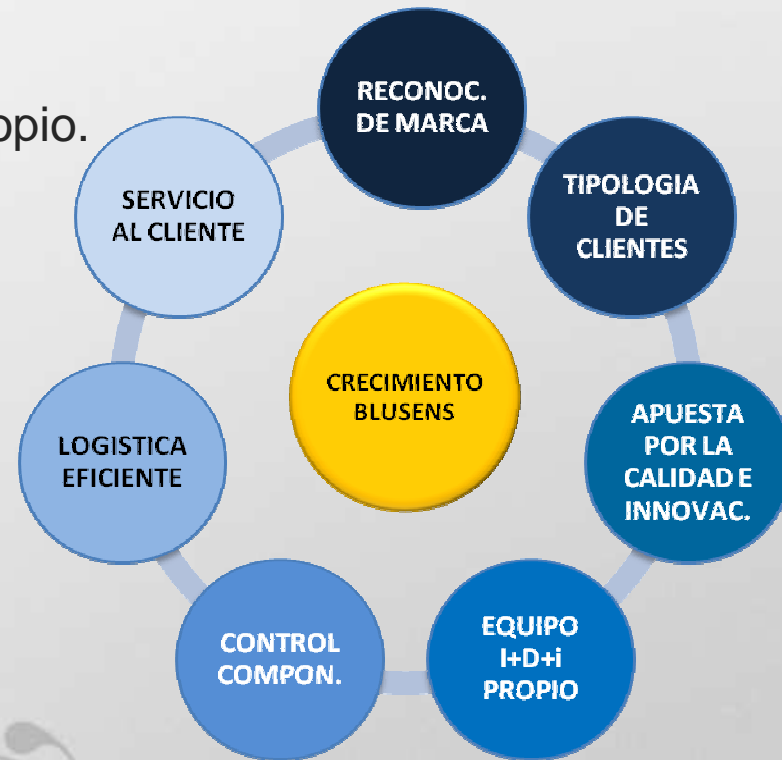 opio.
RECONOC.
DE MARCA
TIPOLOGIA
DE
CLIENTES
APUESTA
POR LA
CALIDAD E
INNOVAC.
EQUIPO
I+D+i
PROPIO
CONTROL
COMPON.
LOGISTICA
EFICIENTE
SERVICIO
AL CLIENTE
CRECIMIENTO
BLUSENS